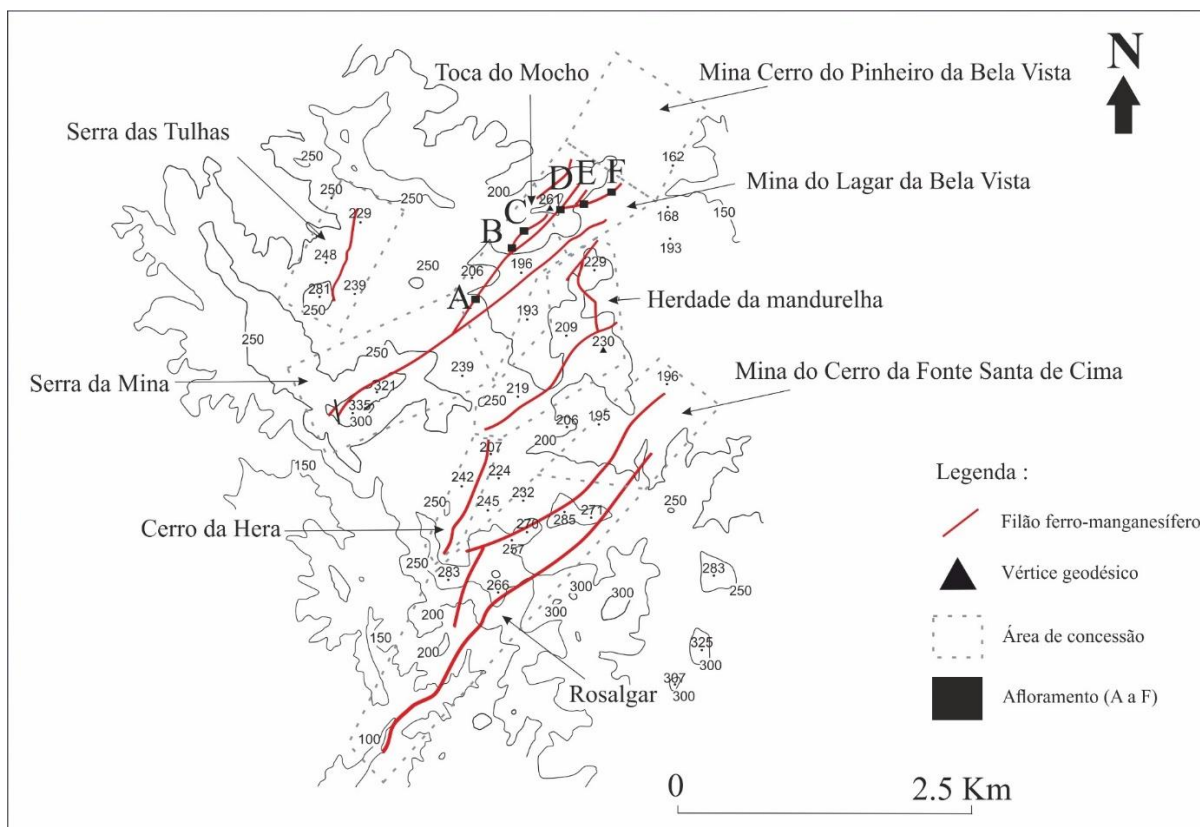 N
Toca do Mocho
Mina Cerro do Pinheiro da Bela Vista
Serra das Tulhas
Mina do Lagar da Bela Vista
Herdade da mandurelha
Serra da Mina
Mina do Cerro da Fonte Santa de Cima
Cerro da Hera
Rosalgar
A
B
C
D
E
F
250
250
250
229
248
281
250
239
250
200
261
162
168
150
193
206
196
229
193
209
230
250
250
321
335
300
239
219
250
196
206
195
200
150
207
242
224
232
250
245
270
285
271
250
257
250
283
266
300
300
300
283
250
200
150
200
325
300
307
300
100
Legenda :
Filão ferro-manganesífero
Vértice geodésico
Área de concessão
Afloramento (A a F)
0
2.5 Km